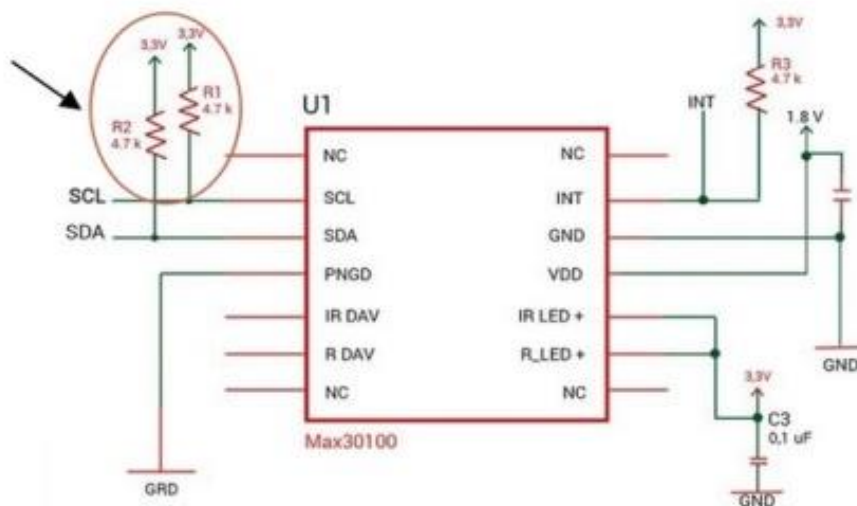 3,3V
3,3V
R1
4.7 k
R2
4.7 k
SCL
SDA
U1
NC
SCL
SDA
PNGD
IR DAV
R DAV
NC
NC
INT
GND
VDD
IR LED +
R_LED +
NC
Max30100
GRD
INT
3,3V
R3
4.7 k
1.8 V
GND
3,3V
C3
0,1 uF
GND